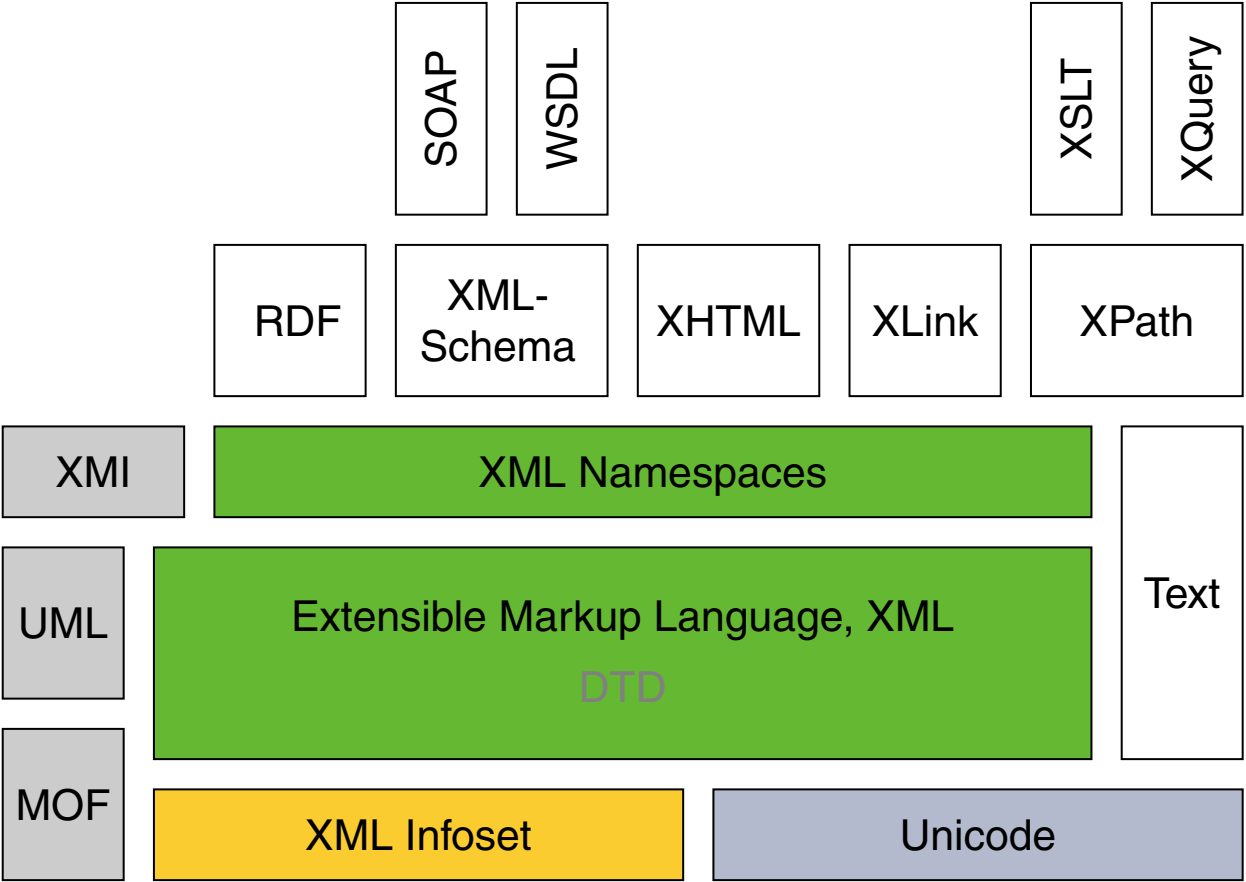 SOAP
WSDL
XSLT
XQuery
RDF
XML-
Schema
XHTML
XLink
XPath
XMI
XML Namespaces
Text
UML
Extensible Markup Language, XML
DTD
MOF
XML Infoset
Unicode